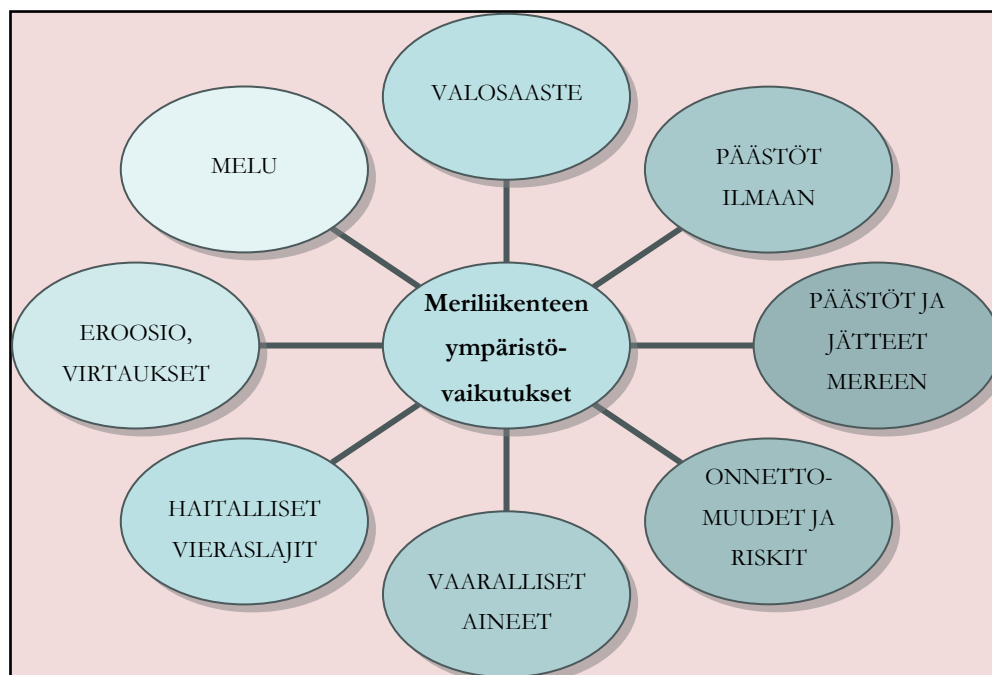 VALOSAASTE
PÄÄSTÖT
ILMAAN
PÄÄSTÖT JA
JÄTTEET
MEREEN
ONNETTO-
MUUDET JA
RISKIT
VAARALLISET
AINEET
HAITALLISET
VIERASLAJIT
EROOSIO,
VIRTAUKSET
MELU
Meriliikenteen
ympäristö-
vaikutukset